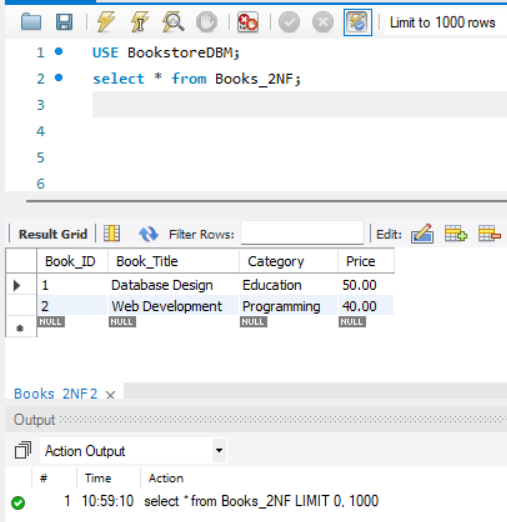 Limit to 1000 rows
1 USE BookstoreDBM;
2 select * from Books_2NF;
3
4
5
6
Result Grid Filter Rows: Edit:
Book_ID Book_Title Category Price
1 Database Design Education 50.00
2 Web Development Programming 40.00
NULL NULL NULL NULL
Books_2NF2 ×
Output
Action Output
# Time Action
1 10:59:10 select * from Books_2NF LIMIT 0, 1000